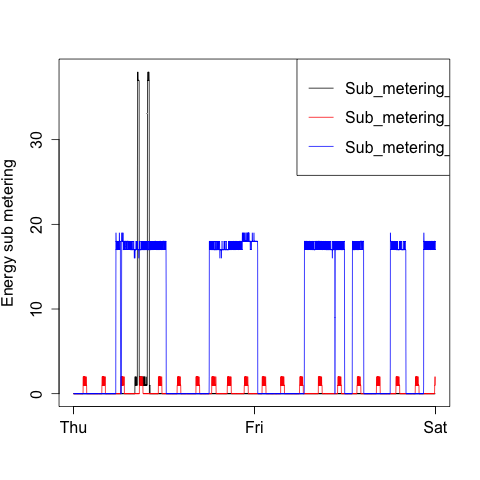 Sub_metering_
Sub_metering_
Sub_metering_
Energy sub metering
30
20
10
0
Thu
Fri
Sat